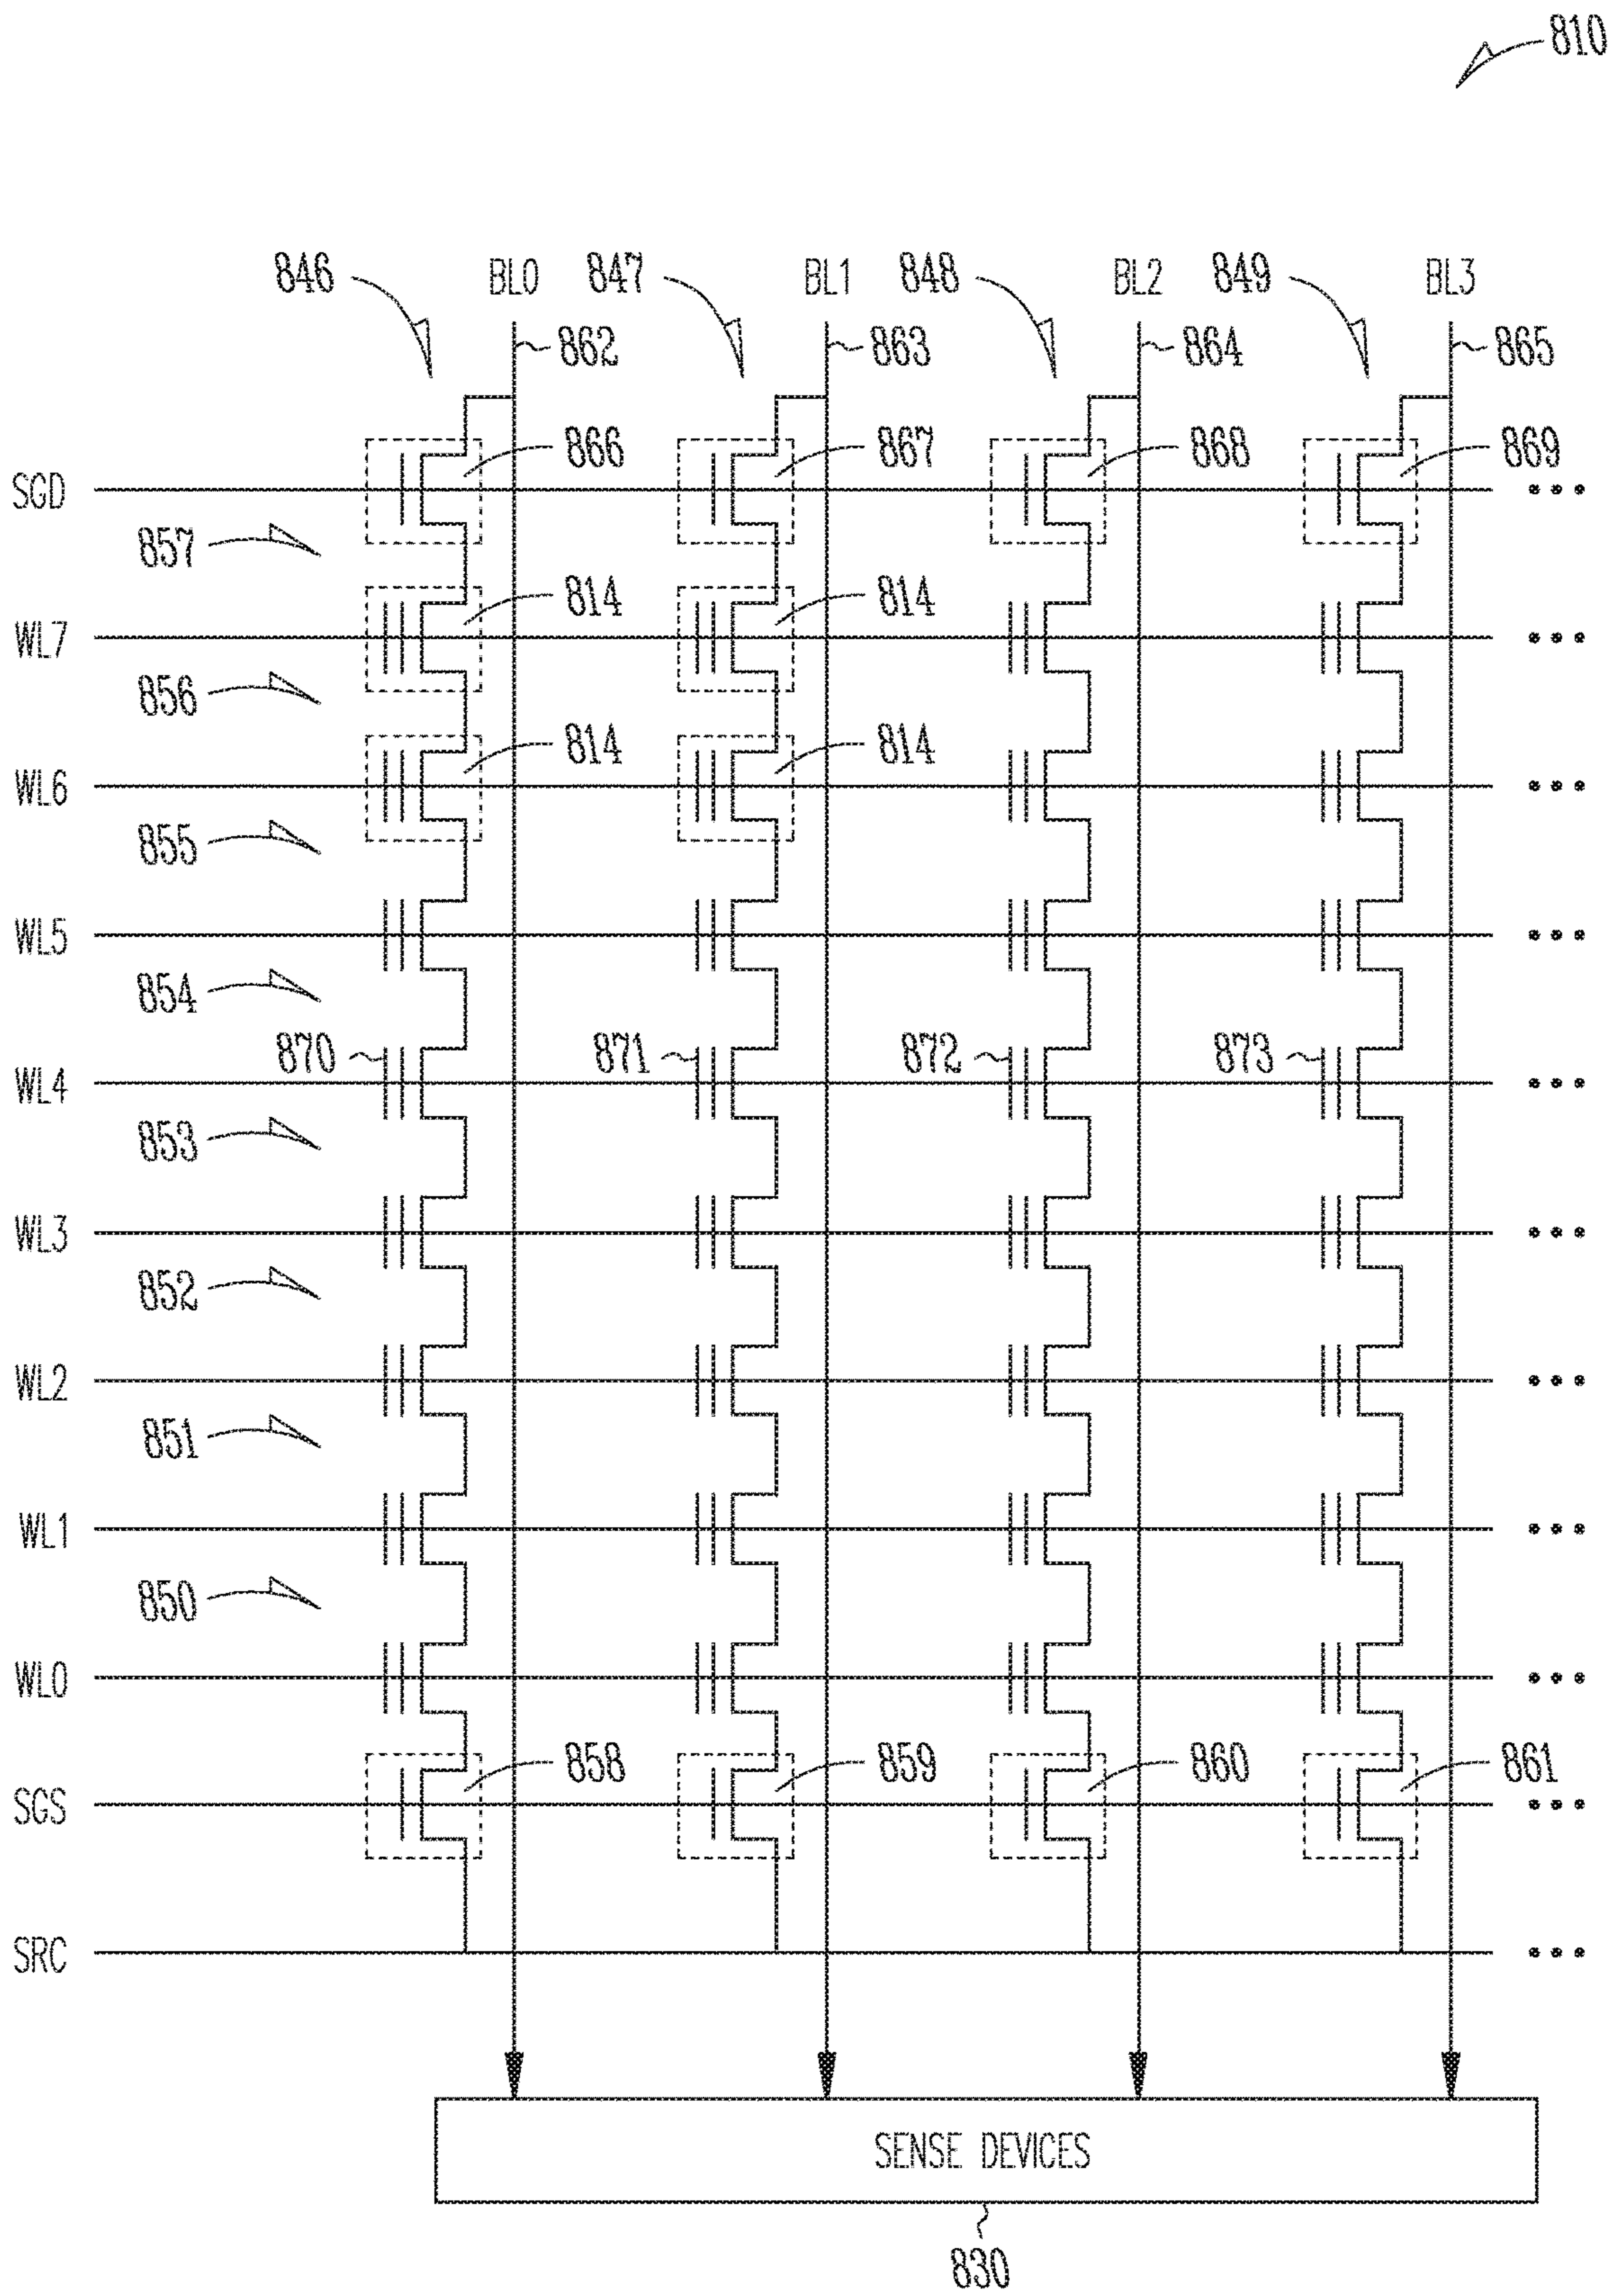 810
846 BL0 847 BL1 848 BL2 849 BL3
862 863 864 865
866 867 868 869
SGD
857
814 814
WL7
856
814 814
WL6
855
WL5
854
870 871 872 873
WL4
853
WL3
852
WL2
851
WL1
850
WL0
858 859 860 861
SGS
SRC
SENSE DEVICES
830